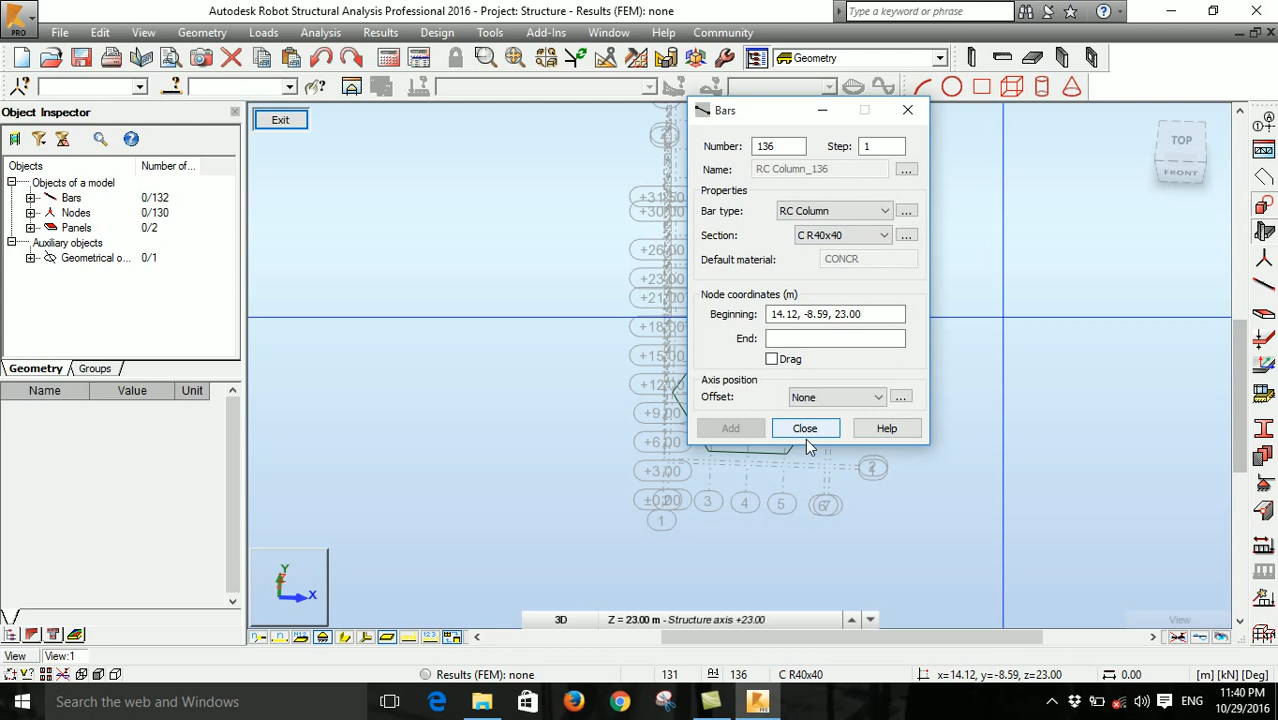 Autodesk Robot Structural Analysis Professional 2016 - Project: Structure - Results (FEM): none
Type a keyword or phrase
PRO
File Edit View Geometry Loads Analysis Results Design Tools Add-Ins Window Help Community
Geometry
Object Inspector
Exit
Objects Number of...
Objects of a model
Bars 0/132
Nodes 0/130
Panels 0/2
Auxiliary objects
Geometrical o... 0/1
Geometry Groups
Name Value Unit
Bars
Number: 136 Step: 1
Name: RC Column_136 ...
Properties
Bar type: RC Column ...
Section: C R40x40 ...
Default material: CONCR
Node coordinates (m)
Beginning: 14.12, -8.59, 23.00
End:
Drag
Axis position
Offset: None ...
Add Close Help
TOP
FRONT
2
+30.00
+26.00
+23.00
+21.00
+18.00
+15.00
+12.00
+9.00
+6.00
+3.00
1 3 4 5
Y
Z
X
3D Z = 23.00 m - Structure axis +23.00
View
View View:1
Results (FEM): none 131 136 C R40x40 x=14.12, y=-8.59, z=23.00 0.00 [m] [kN] [Deg]
Search the web and Windows
ENG
11:40 PM
10/29/2016